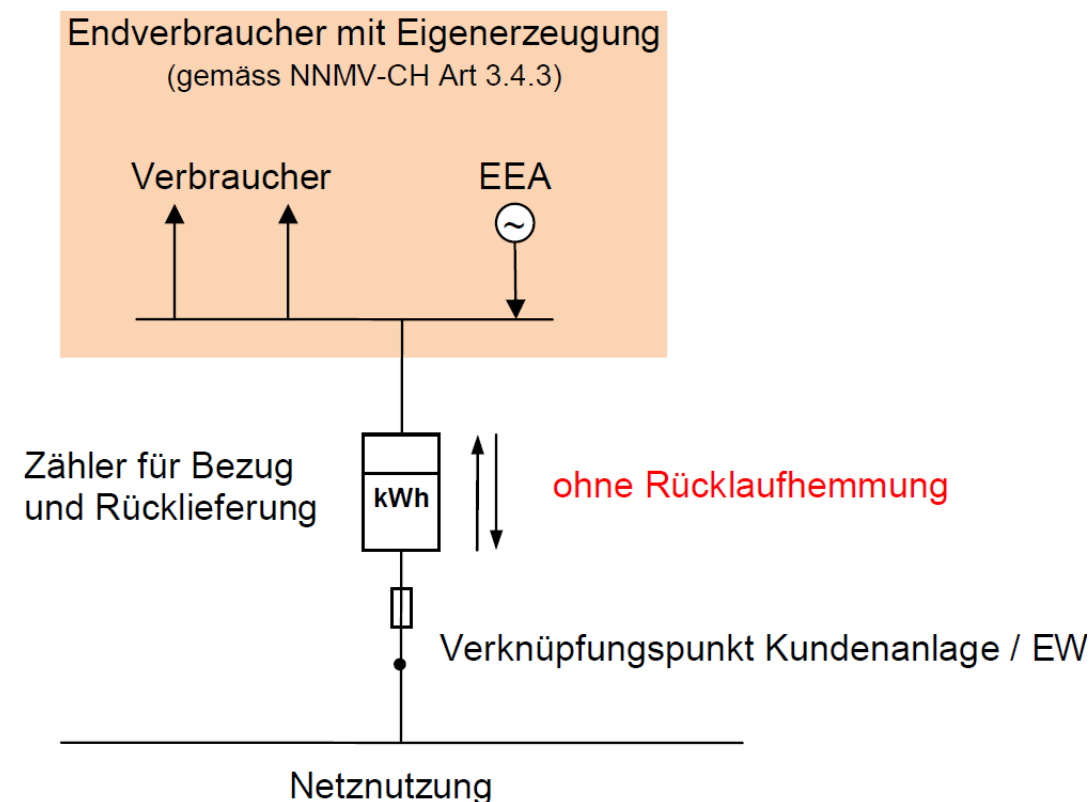 Endverbraucher mit Eigenerzeugung
(gemäss NNMV-CH Art 3.4.3)
Verbraucher
EEA
~
Zähler für Bezug
und Rücklieferung
kWh
ohne Rücklaufhemmung
Verknüpfungspunkt Kundenanlage / EW
Netznutzung